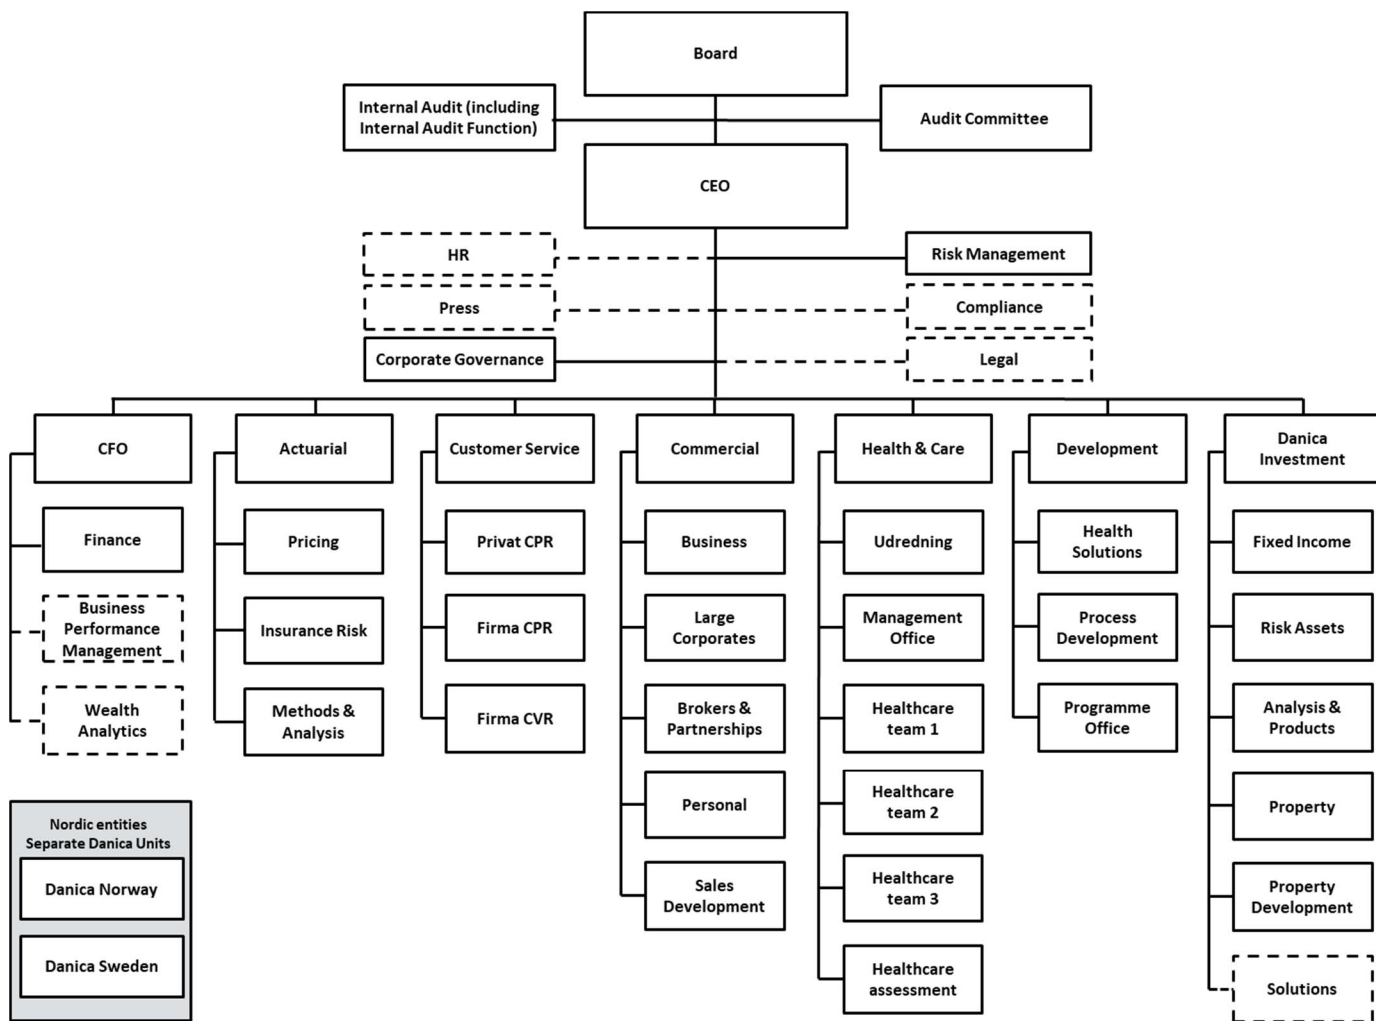 Board
Internal Audit (including
Internal Audit Function)
Audit Committee
CEO
HR
Risk Management
Press
Compliance
Corporate Governance
Legal
CFO
Actuarial
Customer Service
Commercial
Health & Care
Development
Danica
Investment
Finance
Business
Performance
Management
Wealth
Analytics
Pricing
Insurance Risk
Methods &
Analysis
Privat CPR
Firma CPR
Firma CVR
Business
Large
Corporates
Brokers &
Partnerships
Personal
Sales
Development
Udredning
Management
Office
Healthcare
team 1
Healthcare
team 2
Healthcare
team 3
Healthcare
assessment
Health
Solutions
Process
Development
Programme
Office
Fixed Income
Risk Assets
Analysis &
Products
Property
Property
Development
Solutions
Nordic entities
Separate Danica Units
Danica Norway
Danica Sweden